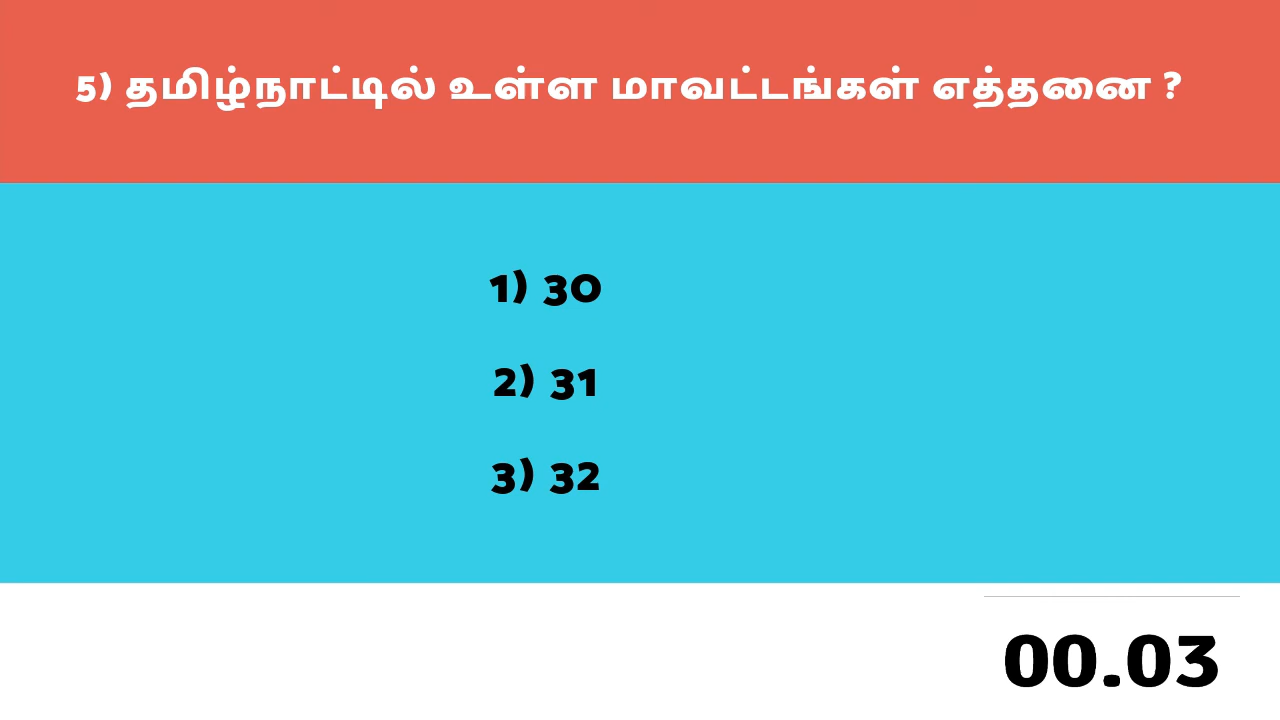 5) தமிழ்நாட்டில் உள்ள மாவட்டங்கள் எத்தனை ?
1) 30
2) 31
3) 32
00.03